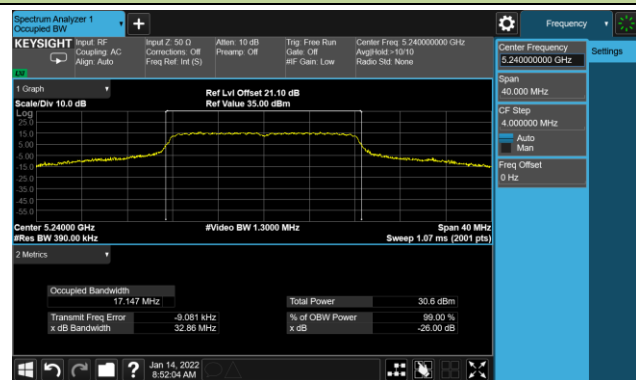 Spectrum Analyzer 1
Occupied BW
Frequency
KEYSIGHT
Input: RF
Coupling: AC
Align: Auto
Input Z: 50 Ω
Corrections: Off
Freq Ref: Int (S)
Atten: 10 dB
Preamp: Off
Trig: Free Run
Gate: Off
#IF Gain: Low
Center Freq: 5.240000000 GHz
Avg|Hold:>10/10
Radio Std: None
Center Frequency
5.240000000 GHz
Settings
Span
40.000 MHz
CF Step
4.000000 MHz
Auto
Man
Freq Offset
0 Hz
1 Graph
Scale/Div 10.0 dB
Ref Lvl Offset 21.10 dB
Ref Value 35.00 dBm
Log
25.0
15.0
5.00
-5.00
-15.0
-25.0
-35.0
-45.0
-55.0
Center 5.24000 GHz
#Video BW 1.3000 MHz
Span 40 MHz
#Res BW 390.00 kHz
Sweep 1.07 ms (2001 pts)
2 Metrics
Occupied Bandwidth
17.147 MHz
Total Power 30.6 dBm
Transmit Freq Error -9.081 kHz
% of OBW Power 99.00 %
x dB Bandwidth 32.86 MHz
x dB -26.00 dB
Jan 14, 2022
8:52:04 AM